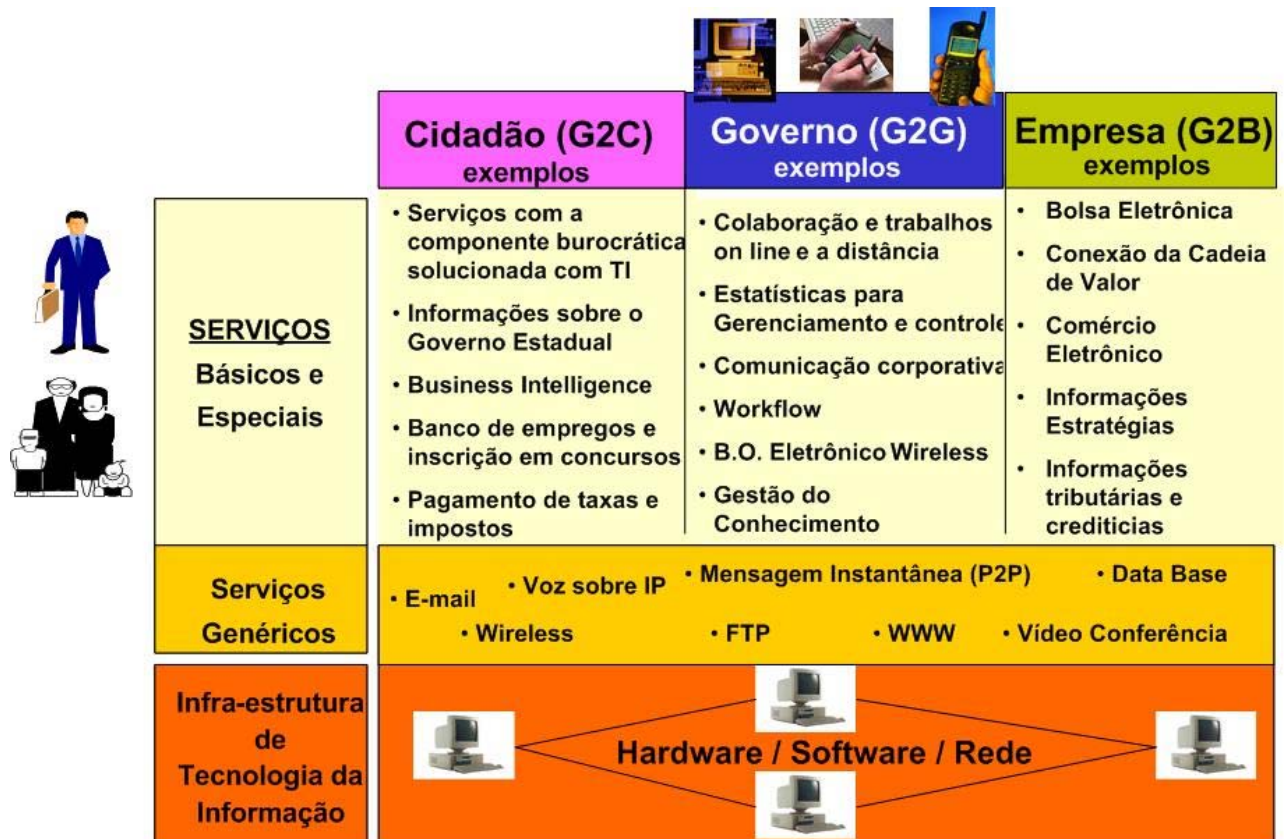 Cidadão (G2C)
exemplos
Governo (G2G)
exemplos
Empresa (G2B)
exemplos
SERVIÇOS
Básicos e
Especiais
• Serviços com a
componente burocrática
solucionada com TI
• Informações sobre o
Governo Estadual
• Business Intelligence
• Banco de empregos e
inscrição em concursos
• Pagamento de taxas e
impostos
• Colaboração e trabalhos
on line e a distância
• Estatísticas para
Gerenciamento e controle
• Comunicação corporativa
• Workflow
• B.O. Eletrônico Wireless
• Gestão do
Conhecimento
• Bolsa Eletrônica
• Conexão da Cadeia
de Valor
• Comércio
Eletrônico
• Informações
Estratégias
• Informações
tributárias e
crediticias
Serviços
Genéricos
• E-mail
• Voz sobre IP
• Mensagem Instantânea (P2P)
• Data Base
• Wireless
• FTP
• WWW
• Vídeo Conferência
Infra-estrutura
de
Tecnologia da
Informação
Hardware / Software / Rede